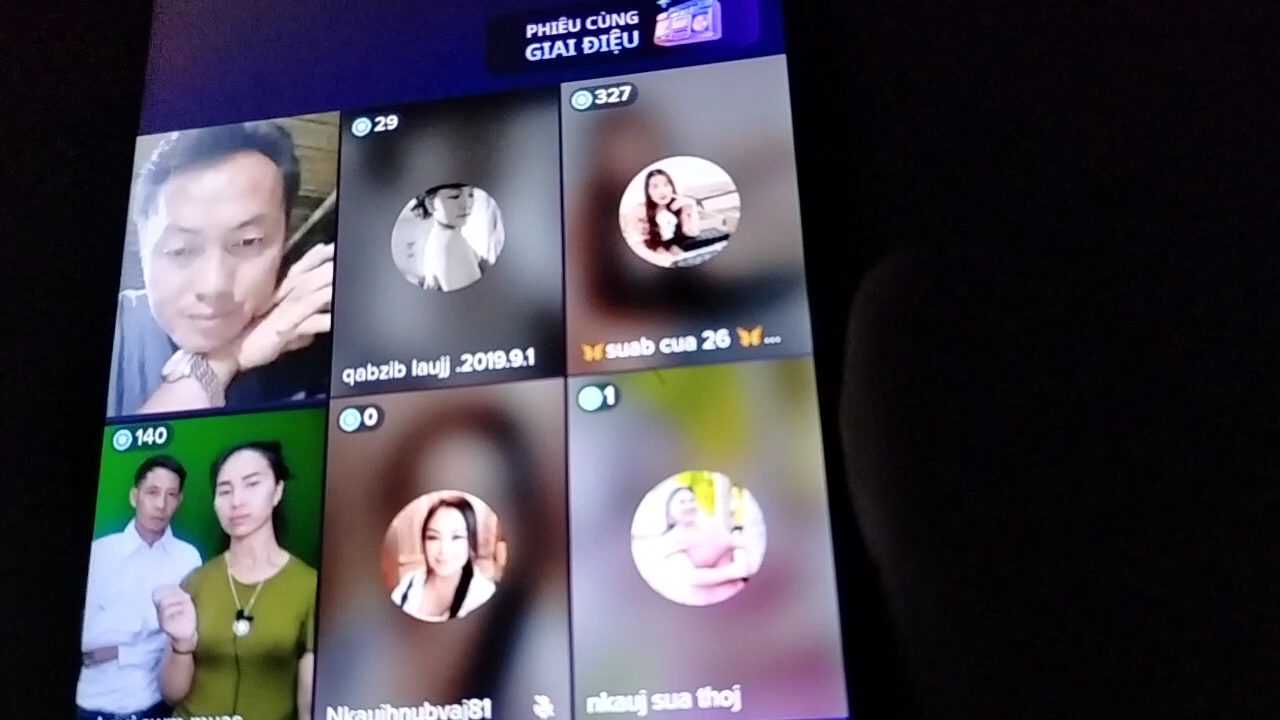 PHIÊU CÙNG
GIAI ĐIỆU
29
327
qabzib laujj .2019.9.1
suab cua 26 ...
140
0
1
Nkaujhnubvaj81
nkauj sua thoj